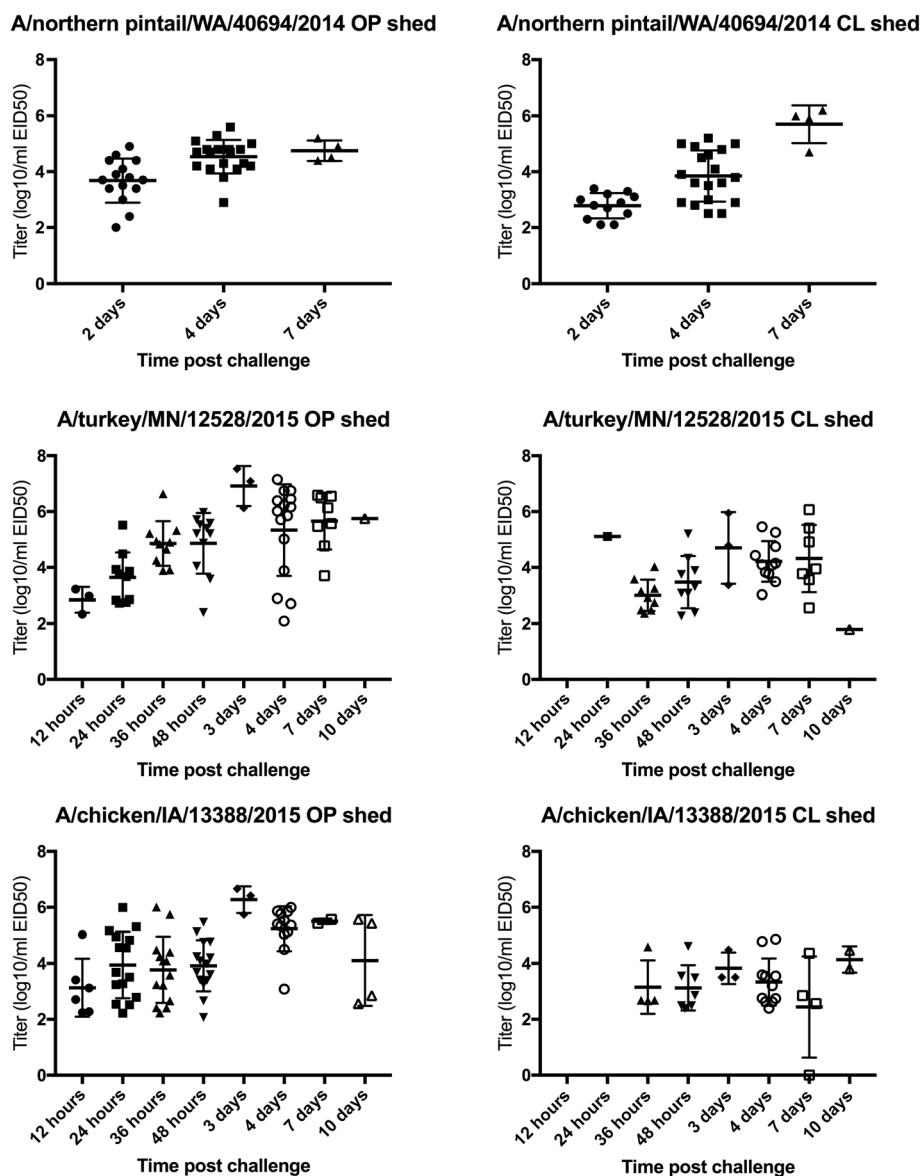 A/northern pintail/WA/40694/2014 OP shed
8
6
4
2
0
Titer (log10/ml EID50)
2 days
4 days
7 days
Time post challenge
A/northern pintail/WA/40694/2014 CL shed
8
6
4
2
0
Titer (log10/ml EID50)
2 days
4 days
7 days
Time post challenge
A/turkey/MN/12528/2015 OP shed
8
6
4
2
0
Titer (log10/ml EID50)
12 hours
24 hours
36 hours
48 hours
3 days
4 days
7 days
10 days
Time post challenge
A/turkey/MN/12528/2015 CL shed
8
6
4
2
0
Titer (log10/ml EID50)
12 hours
24 hours
36 hours
48 hours
3 days
4 days
7 days
10 days
Time post challenge
A/chicken/IA/13388/2015 OP shed
8
6
4
2
0
Titer (log10/ml EID50)
12 hours
24 hours
36 hours
48 hours
3 days
4 days
7 days
10 days
Time post challenge
A/chicken/IA/13388/2015 CL shed
8
6
4
2
0
Titer (log10/ml EID50)
12 hours
24 hours
36 hours
48 hours
3 days
4 days
7 days
10 days
Time post challenge